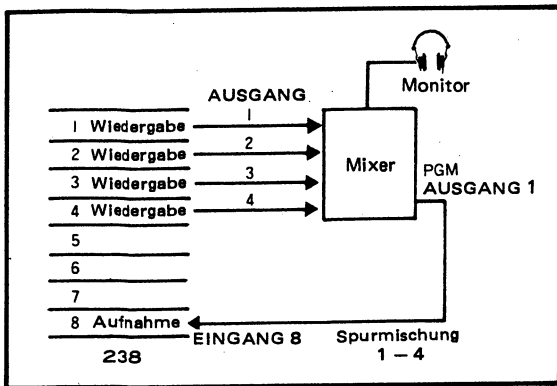 AUSGANG
Monitor
1 Wiedergabe 1
2 Wiedergabe 2
3 Wiedergabe 3
4 Wiedergabe 4
Mixer
PGM
AUSGANG 1
5
6
7
8 Aufnahme
EINGANG 8
Spurmischung
1 – 4
238